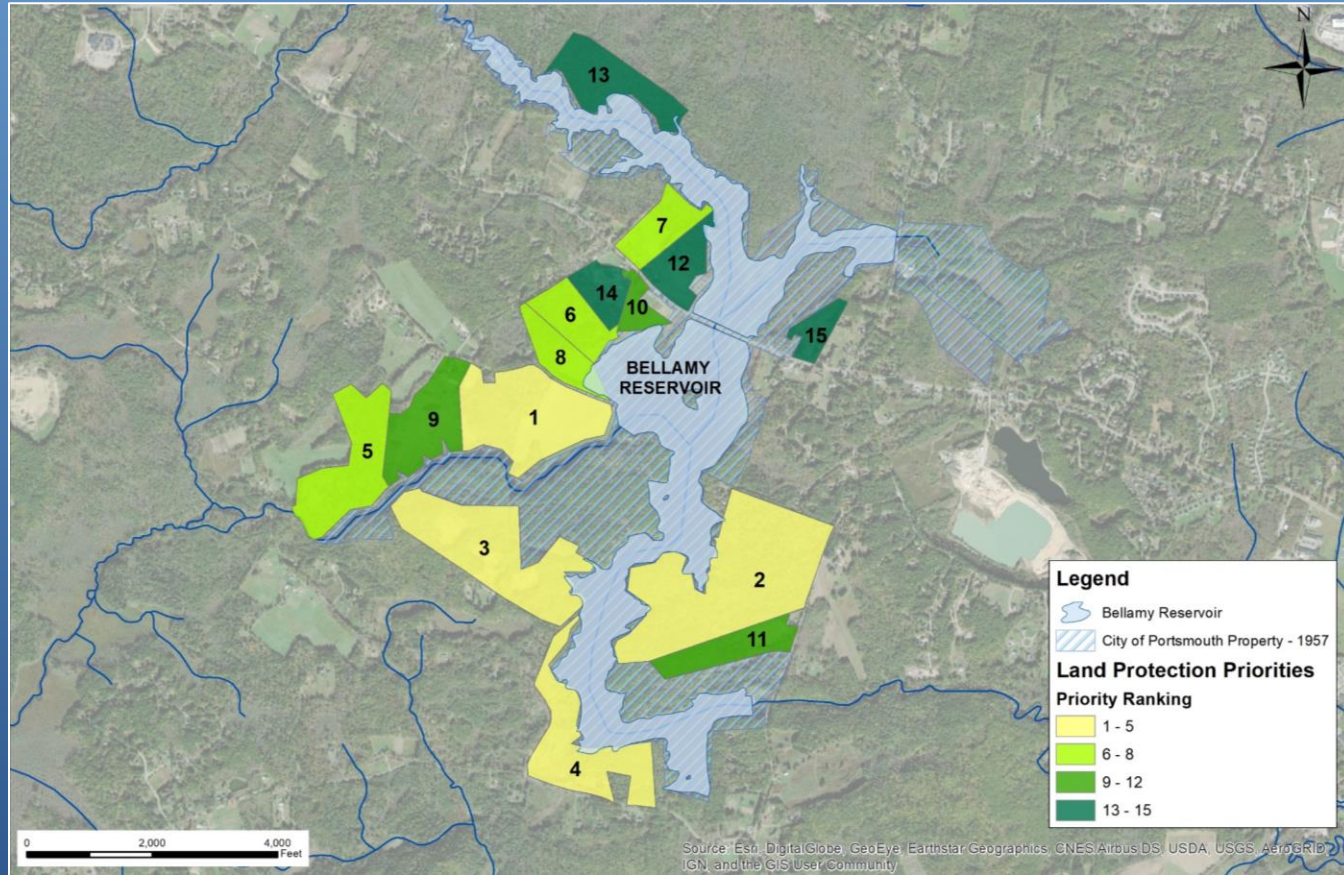 N
13
7
12
14
10
6
15
8
BELLAMY
RESERVOIR
1
9
5
3
2
11
4
Legend
Bellamy Reservoir
City of Portsmouth Property - 1957
Land Protection Priorities
Priority Ranking
1 - 5
6 - 8
9 - 12
13 - 15
0 2,000 4,000
Feet
Source: Esri, DigitalGlobe, GeoEye, Earthstar Geographics, CNES/Airbus DS, USDA, USGS, AeroGRID,
IGN, and the GIS User Community